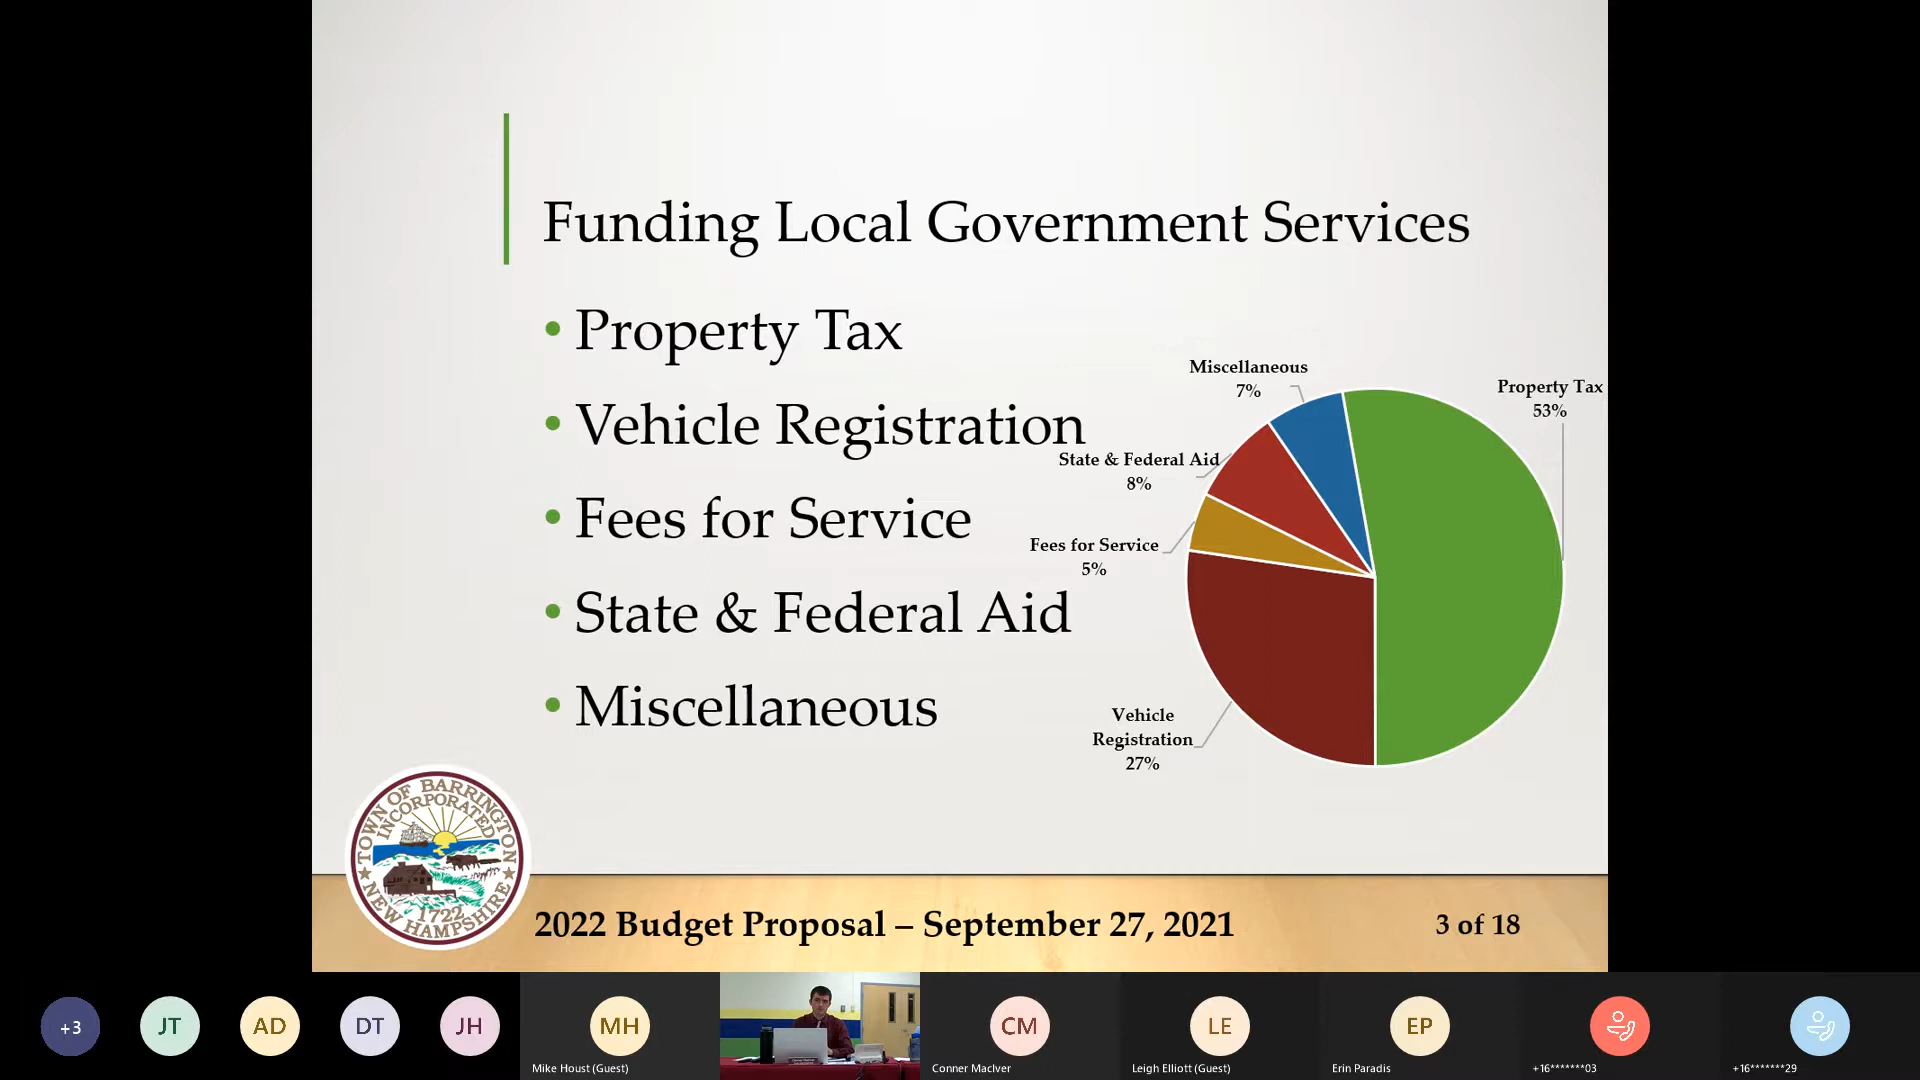 Funding Local Government Services
• Property Tax
• Vehicle Registration
• Fees for Service
• State & Federal Aid
• Miscellaneous
Miscellaneous
7%
Property Tax
53%
State & Federal Aid
8%
Fees for Service
5%
Vehicle
Registration
27%
TOWN OF BARRINGTON
INCORPORATED
1722
NEW HAMPSHIRE
2022 Budget Proposal – September 27, 2021
3 of 18
+3
JT
AD
DT
JH
MH
CM
LE
EP
Mike Houst (Guest)
Conner MacIver
Leigh Elliott (Guest)
Erin Paradis
+16*******03
+16*******29